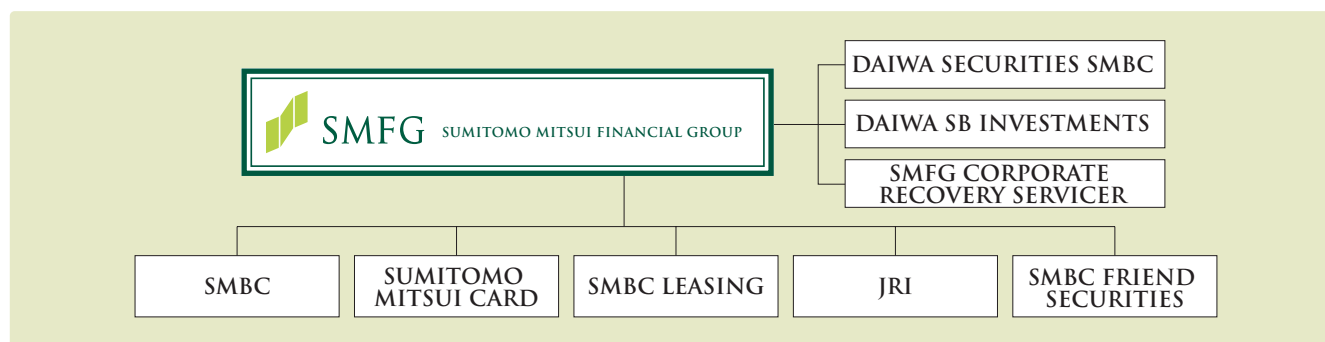 SMFG SUMITOMO MITSUI FINANCIAL GROUP
DAIWA SECURITIES SMBC
DAIWA SB INVESTMENTS
SMFG CORPORATE
RECOVERY SERVICER
SMBC
SUMITOMO
MITSUI CARD
SMBC LEASING
JRI
SMBC FRIEND
SECURITIES